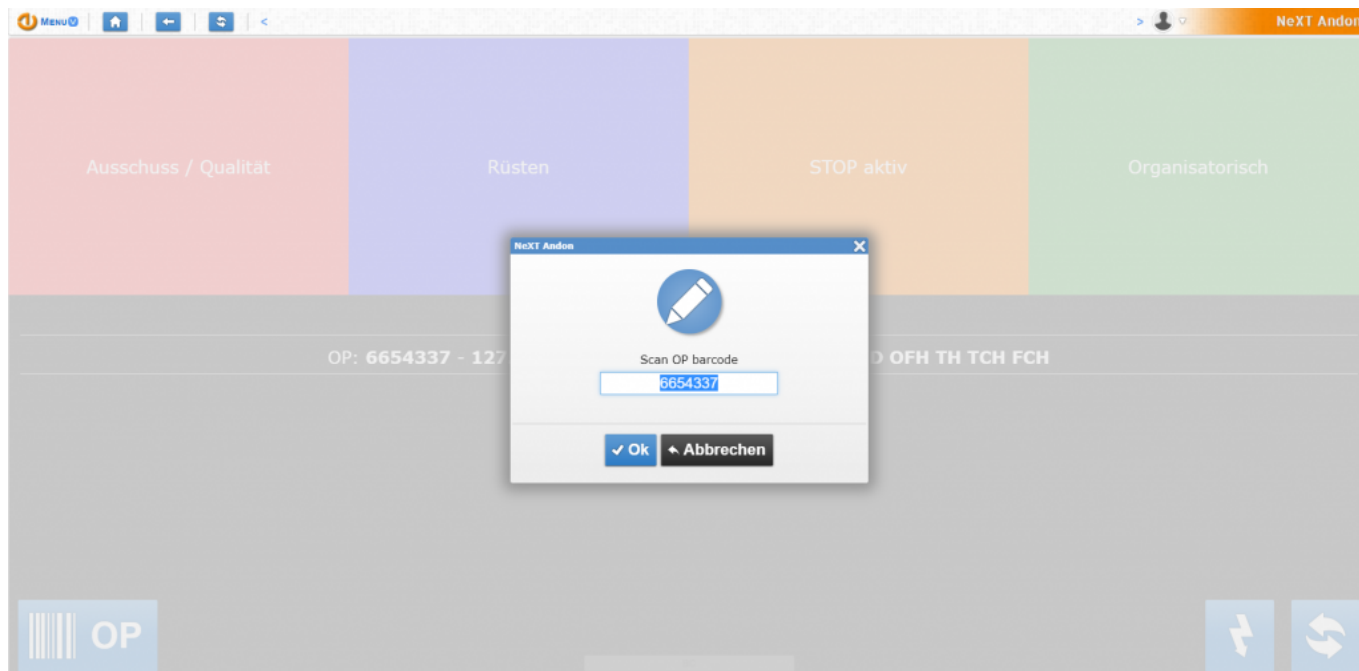 MENU
NeXT Andon
Ausschuss / Qualität
Rüsten
STOP aktiv
Organisatorisch
NeXT Andon
Scan OP barcode
6654337
Ok
Abbrechen
OP: 6654337 - 127
OFH TH TCH FCH
OP